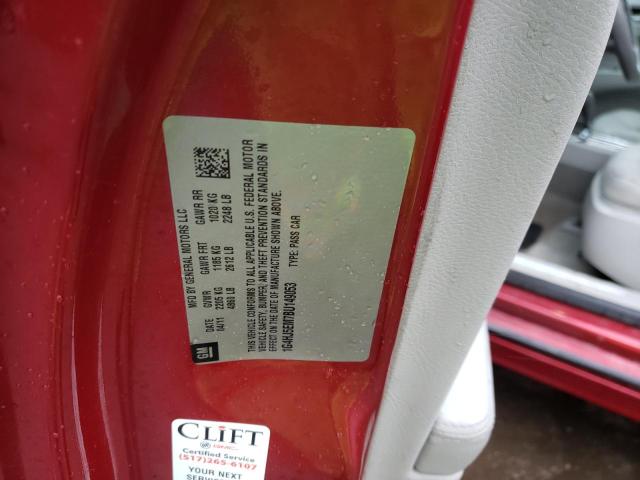 GM
MFD BY GENERAL MOTORS LLC
DATE GVWR GAWR FRT GAWR RR
04/11 2205 KG 1185 KG 1020 KG
4860 LB 2612 LB 2248 LB
THIS VEHICLE CONFORMS TO ALL APPLICABLE U.S. FEDERAL MOTOR
VEHICLE SAFETY, BUMPER, AND THEFT PREVENTION STANDARDS IN
EFFECT ON THE DATE OF MANUFACTURE SHOWN ABOVE.
1G4HJ5EM7BU149053 TYPE: PASS CAR
CLIFT
Certified Service
(517)265-6107
YOUR NEXT